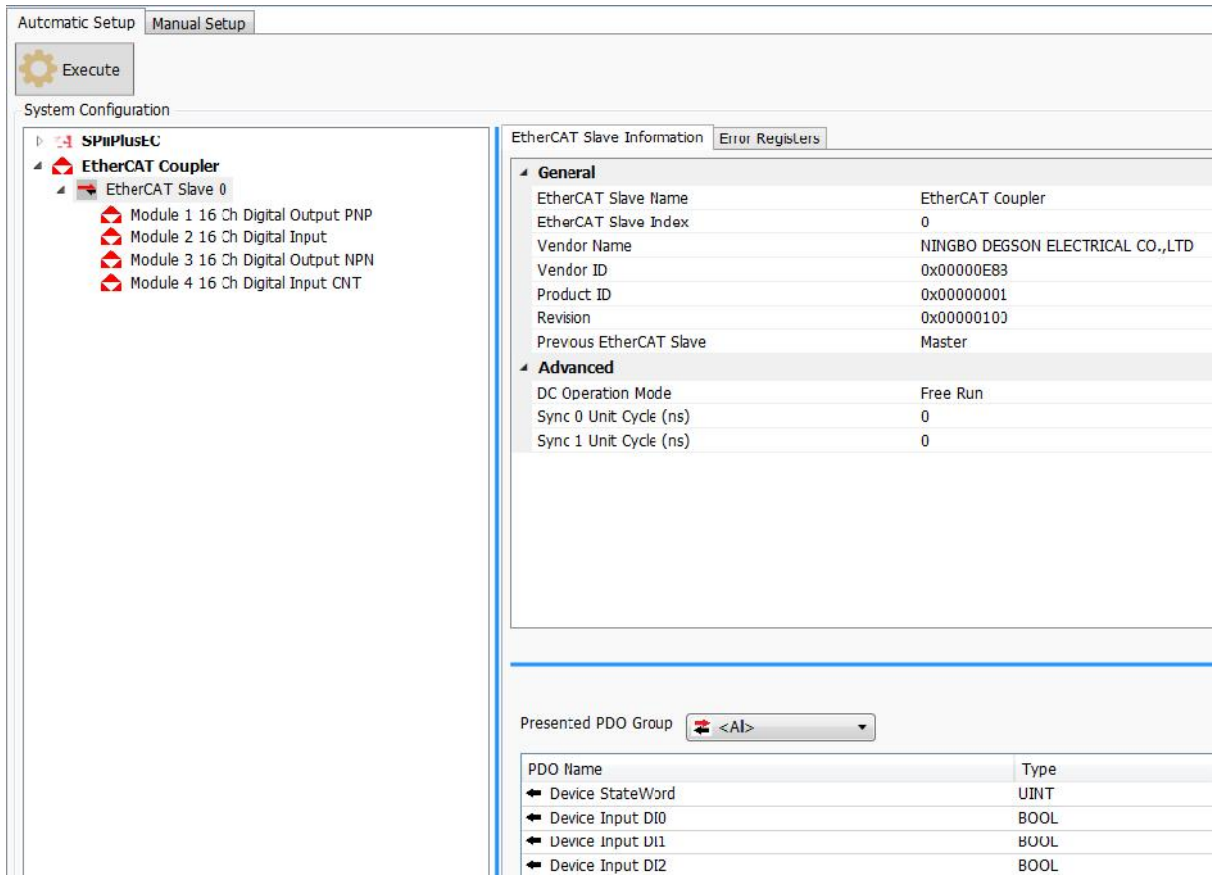 Automatic Setup Manual Setup
Execute
System Configuration
SPiiPlusEC
EtherCAT Coupler
EtherCAT Slave 0
Module 1 16 Ch Digital Output PNP
Module 2 16 Ch Digital Input
Module 3 16 Ch Digital Output NPN
Module 4 16 Ch Digital Input CNT
EtherCAT Slave Information Error Registers
General
EtherCAT Slave Name EtherCAT Coupler
EtherCAT Slave Index 0
Vendor Name NINGBO DEGSON ELECTRICAL CO.,LTD
Vendor ID 0x00000E83
Product ID 0x00000001
Revision 0x00000100
Prevous EtherCAT Slave Master
Advanced
DC Operation Mode Free Run
Sync 0 Unit Cycle (ns) 0
Sync 1 Unit Cycle (ns) 0
Presented PDO Group <All>
PDO Name Type
Device StateWord UINT
Device Input DI0 BOOL
Device Input DI1 BOOL
Device Input DI2 BOOL